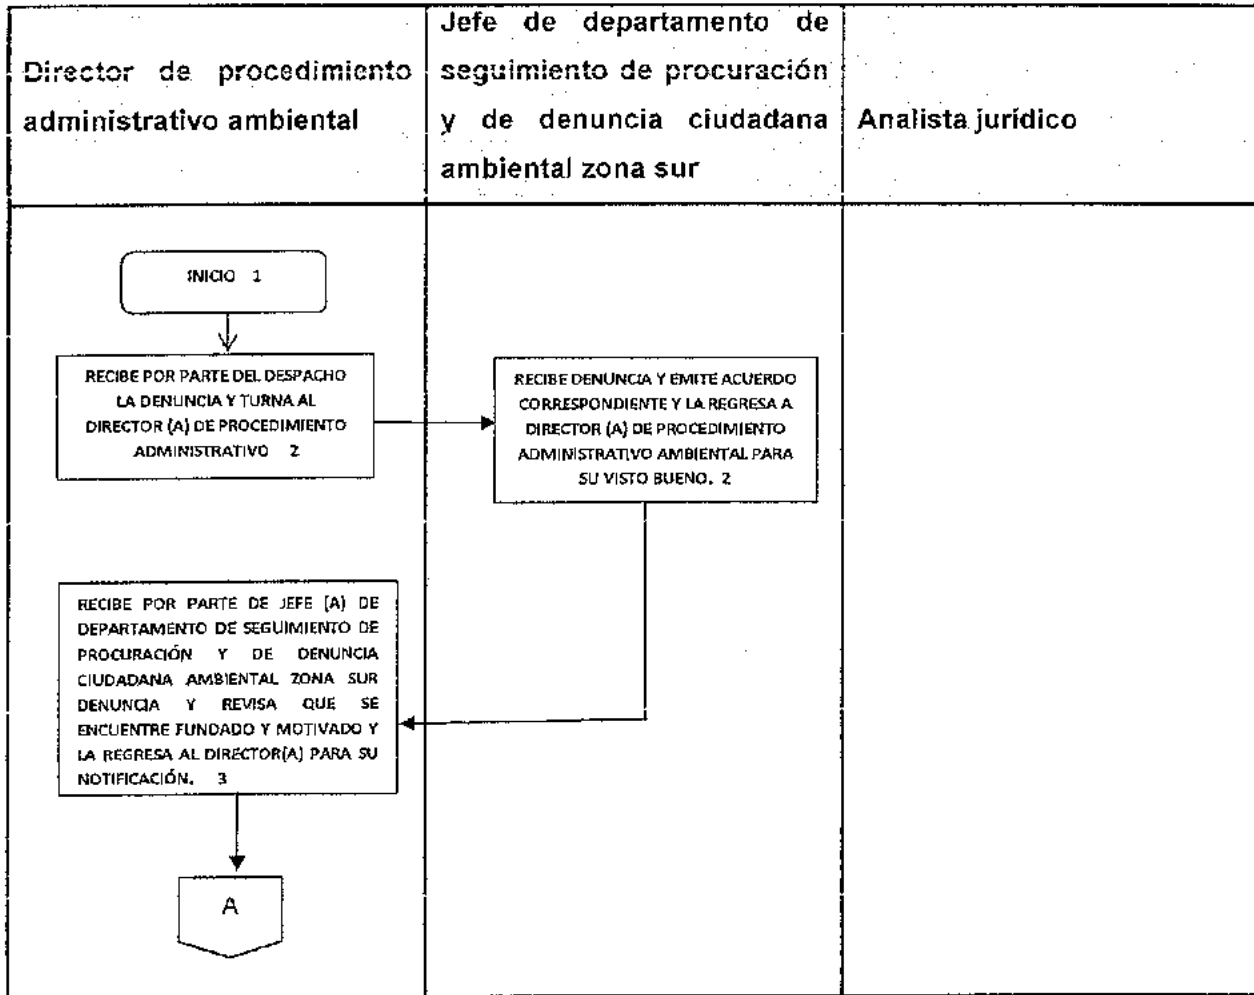 Director de procedimiento
administrativo ambiental
Jefe de departamento de
seguimiento de procuración
y de denuncia ciudadana
ambiental zona sur
Analista jurídico
INICIO 1
RECIBE POR PARTE DEL DESPACHO
LA DENUNCIA Y TURNA AL
DIRECTOR (A) DE PROCEDIMIENTO
ADMINISTRATIVO 2
RECIBE DENUNCIA Y EMITE ACUERDO
CORRESPONDIENTE Y LA REGRESA A
DIRECTOR (A) DE PROCEDIMIENTO
ADMINISTRATIVO AMBIENTAL PARA
SU VISTO BUENO. 2
RECIBE POR PARTE DE JEFE (A) DE
DEPARTAMENTO DE SEGUIMIENTO DE
PROCURACIÓN Y DE DENUNCIA
CIUDADANA AMBIENTAL ZONA SUR
DENUNCIA Y REVISA QUE SE
ENCUENTRE FUNDADO Y MOTIVADO Y
LA REGRESA AL DIRECTOR(A) PARA SU
NOTIFICACIÓN. 3
A